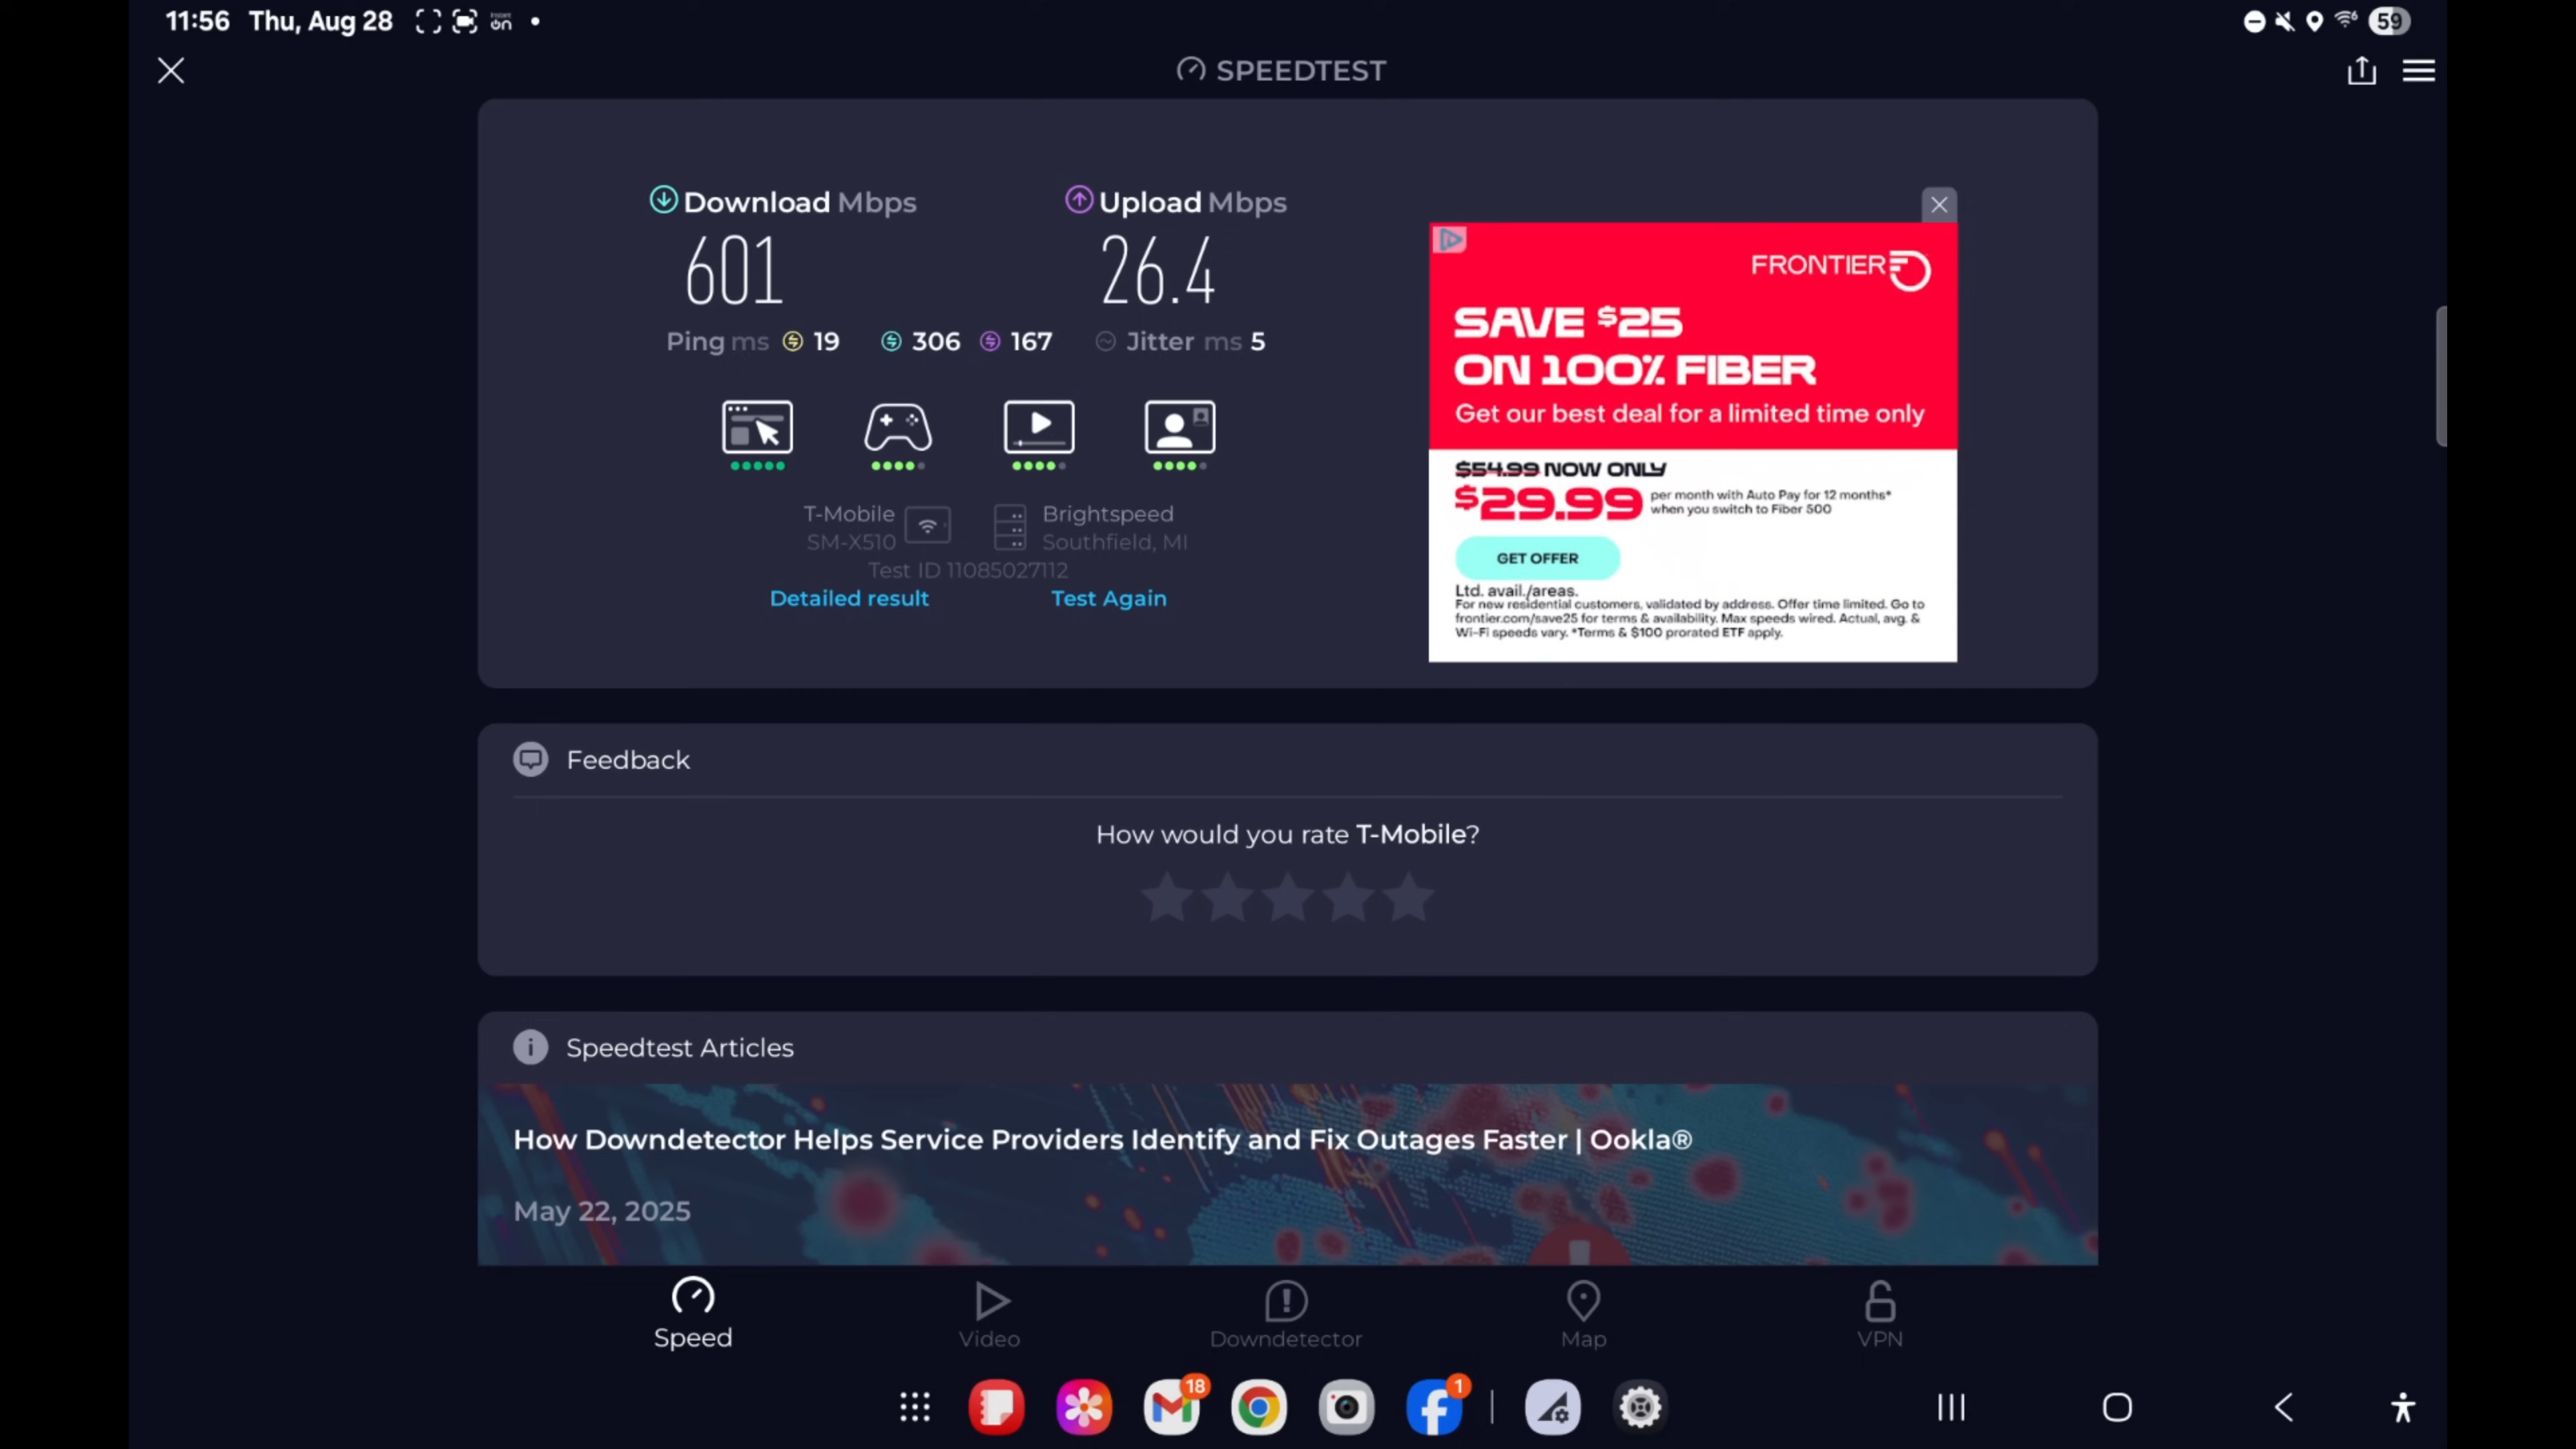 11:56 Thu, Aug 28
59
SPEEDTEST
Download Mbps
601
Upload Mbps
26.4
Ping ms 19 306 167 Jitter ms 5
T-Mobile
SM-X510
Brightspeed
Southfield, MI
Test ID 11085027112
Detailed result Test Again
FRONTIER
SAVE $25
ON 100% FIBER
Get our best deal for a limited time only
$54.99 NOW ONLY
$29.99
per month with Auto Pay for 12 months*
when you switch to Fiber 500
GET OFFER
Ltd. avail./areas.
For new residential customers, validated by address. Offer time limited. Go to
frontier.com/save25 for terms & availability. Max speeds wired. Actual, avg. &
Wi-Fi speeds vary. *Terms & $100 prorated ETF apply.
Feedback
How would you rate T-Mobile?
Speedtest Articles
How Downdetector Helps Service Providers Identify and Fix Outages Faster | Ookla®
May 22, 2025
Speed Video Downdetector Map VPN
18
1